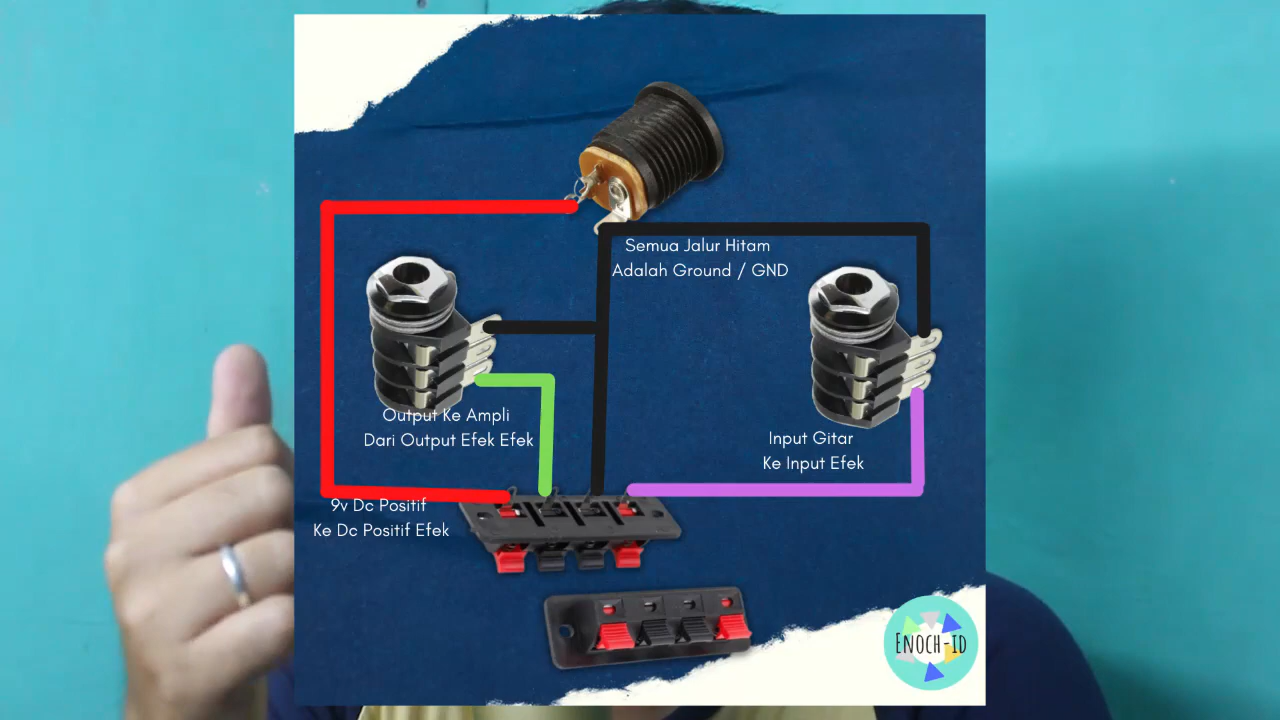 Semua Jalur Hitam
Adalah Ground / GND
Output Ke Ampli
Dari Output Efek Efek
Input Gitar
Ke Input Efek
9v Dc Positif
Ke Dc Positif Efek
ENOCH-ID